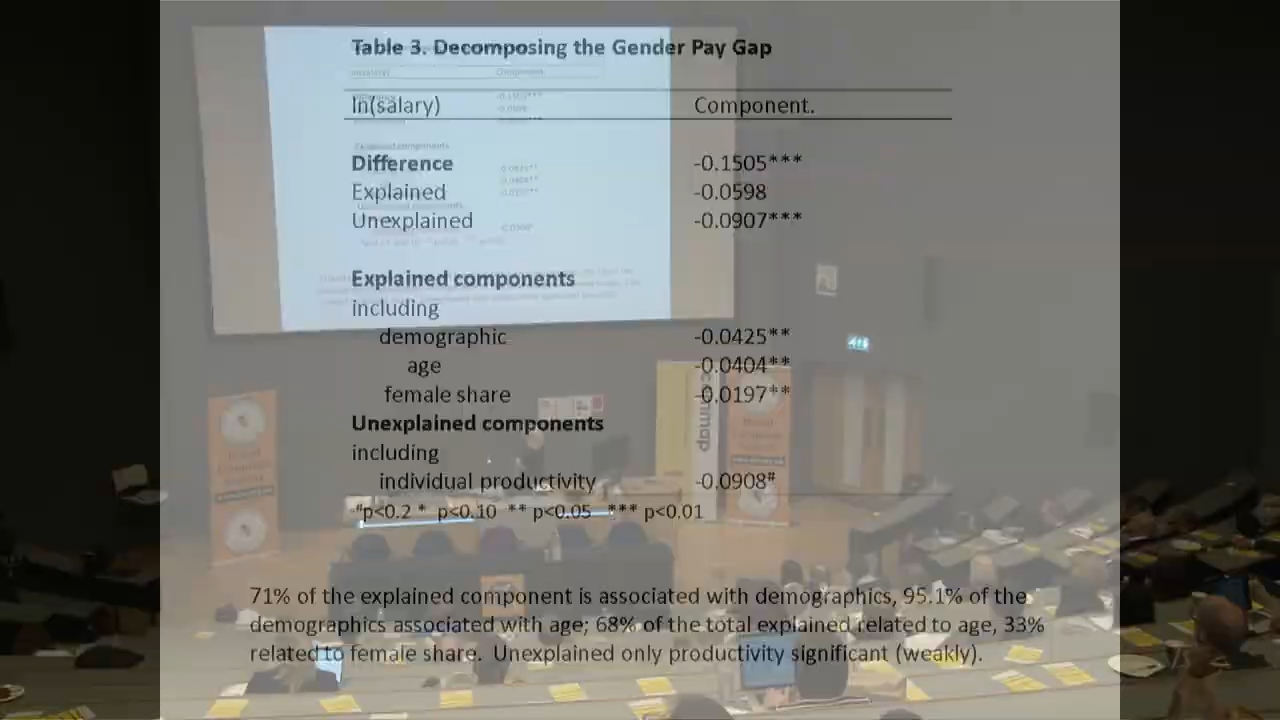 Table 3. Decomposing the Gender Pay Gap
ln(salary) Component.
Difference -0.1505***
Explained -0.0598
Unexplained -0.0907***
Explained components
including
demographic -0.0425**
age -0.0404**
female share -0.0197**
Unexplained components
including
individual productivity -0.0908#
#p<0.2 * p<0.10 ** p<0.05 *** p<0.01
71% of the explained component is associated with demographics, 95.1% of the
demographics associated with age; 68% of the total explained related to age, 33%
related to female share. Unexplained only productivity significant (weakly).